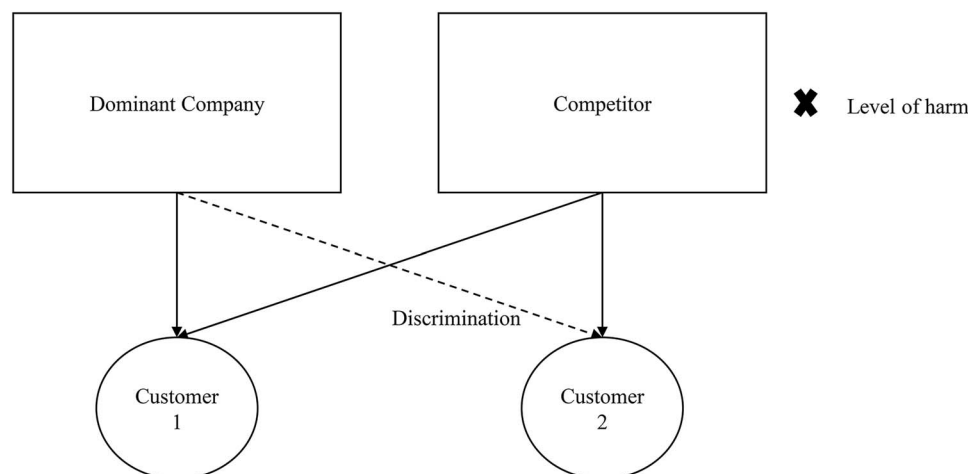 Dominant Company
Competitor
Level of harm
Discrimination
Customer
1
Customer
2